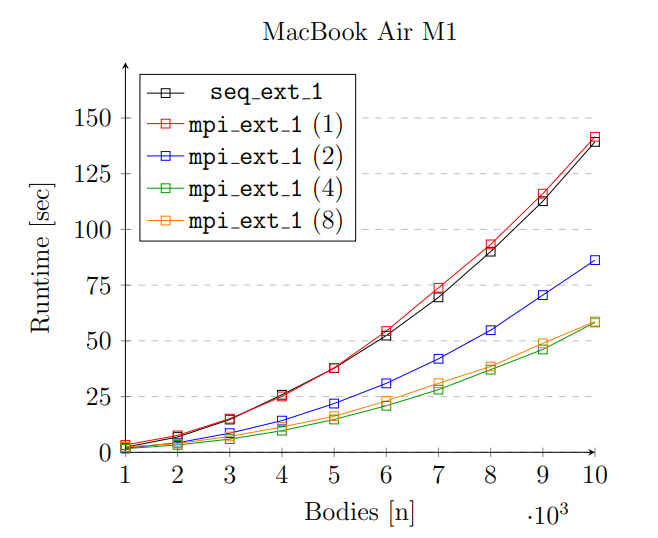 MacBook Air M1
seq_ext_1
mpi_ext_1 (1)
mpi_ext_1 (2)
mpi_ext_1 (4)
mpi_ext_1 (8)
150
125
100
75
50
25
0
Runtime [sec]
1 2 3 4 5 6 7 8 9 10
Bodies [n]
·10³